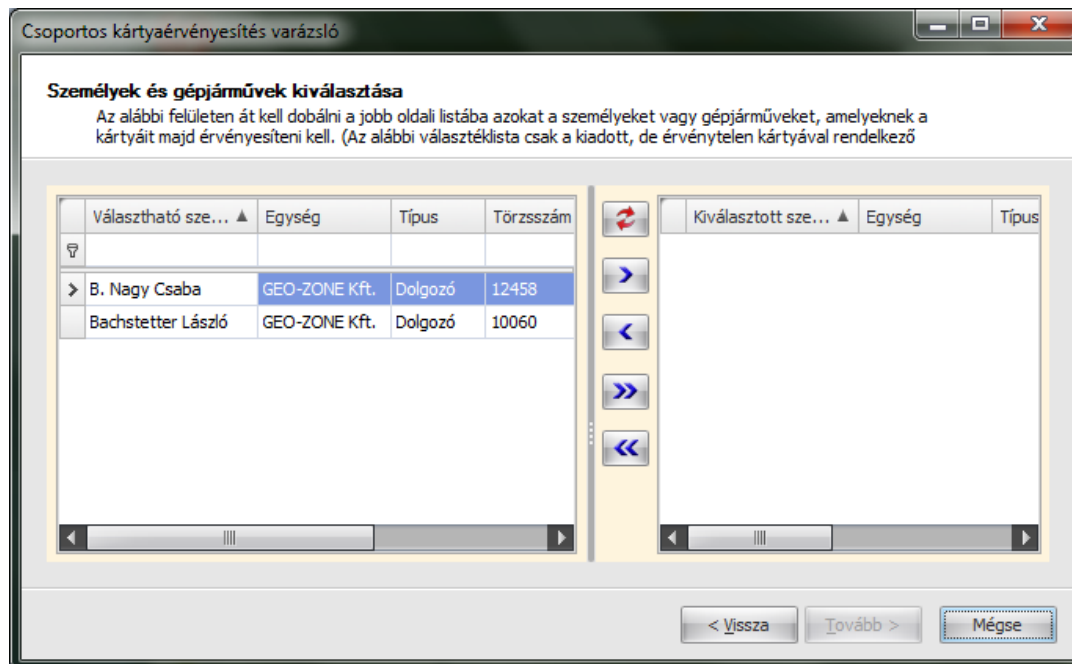 Csoportos kártyaérvényesítés varázsló
Személyek és gépjárművek kiválasztása
Az alábbi felületen át kell dobálni a jobb oldali listába azokat a személyeket vagy gépjárműveket, amelyeknek a
kártyáit majd érvényesíteni kell. (Az alábbi választéklista csak a kiadott, de érvénytelen kártyával rendelkező
Választható sze... Egység Típus Törzsszám
B. Nagy Csaba GEO-ZONE Kft. Dolgozó 12458
Bachstetter László GEO-ZONE Kft. Dolgozó 10060
Kiválasztott sze... Egység Típus
< Vissza Tovább > Mégse